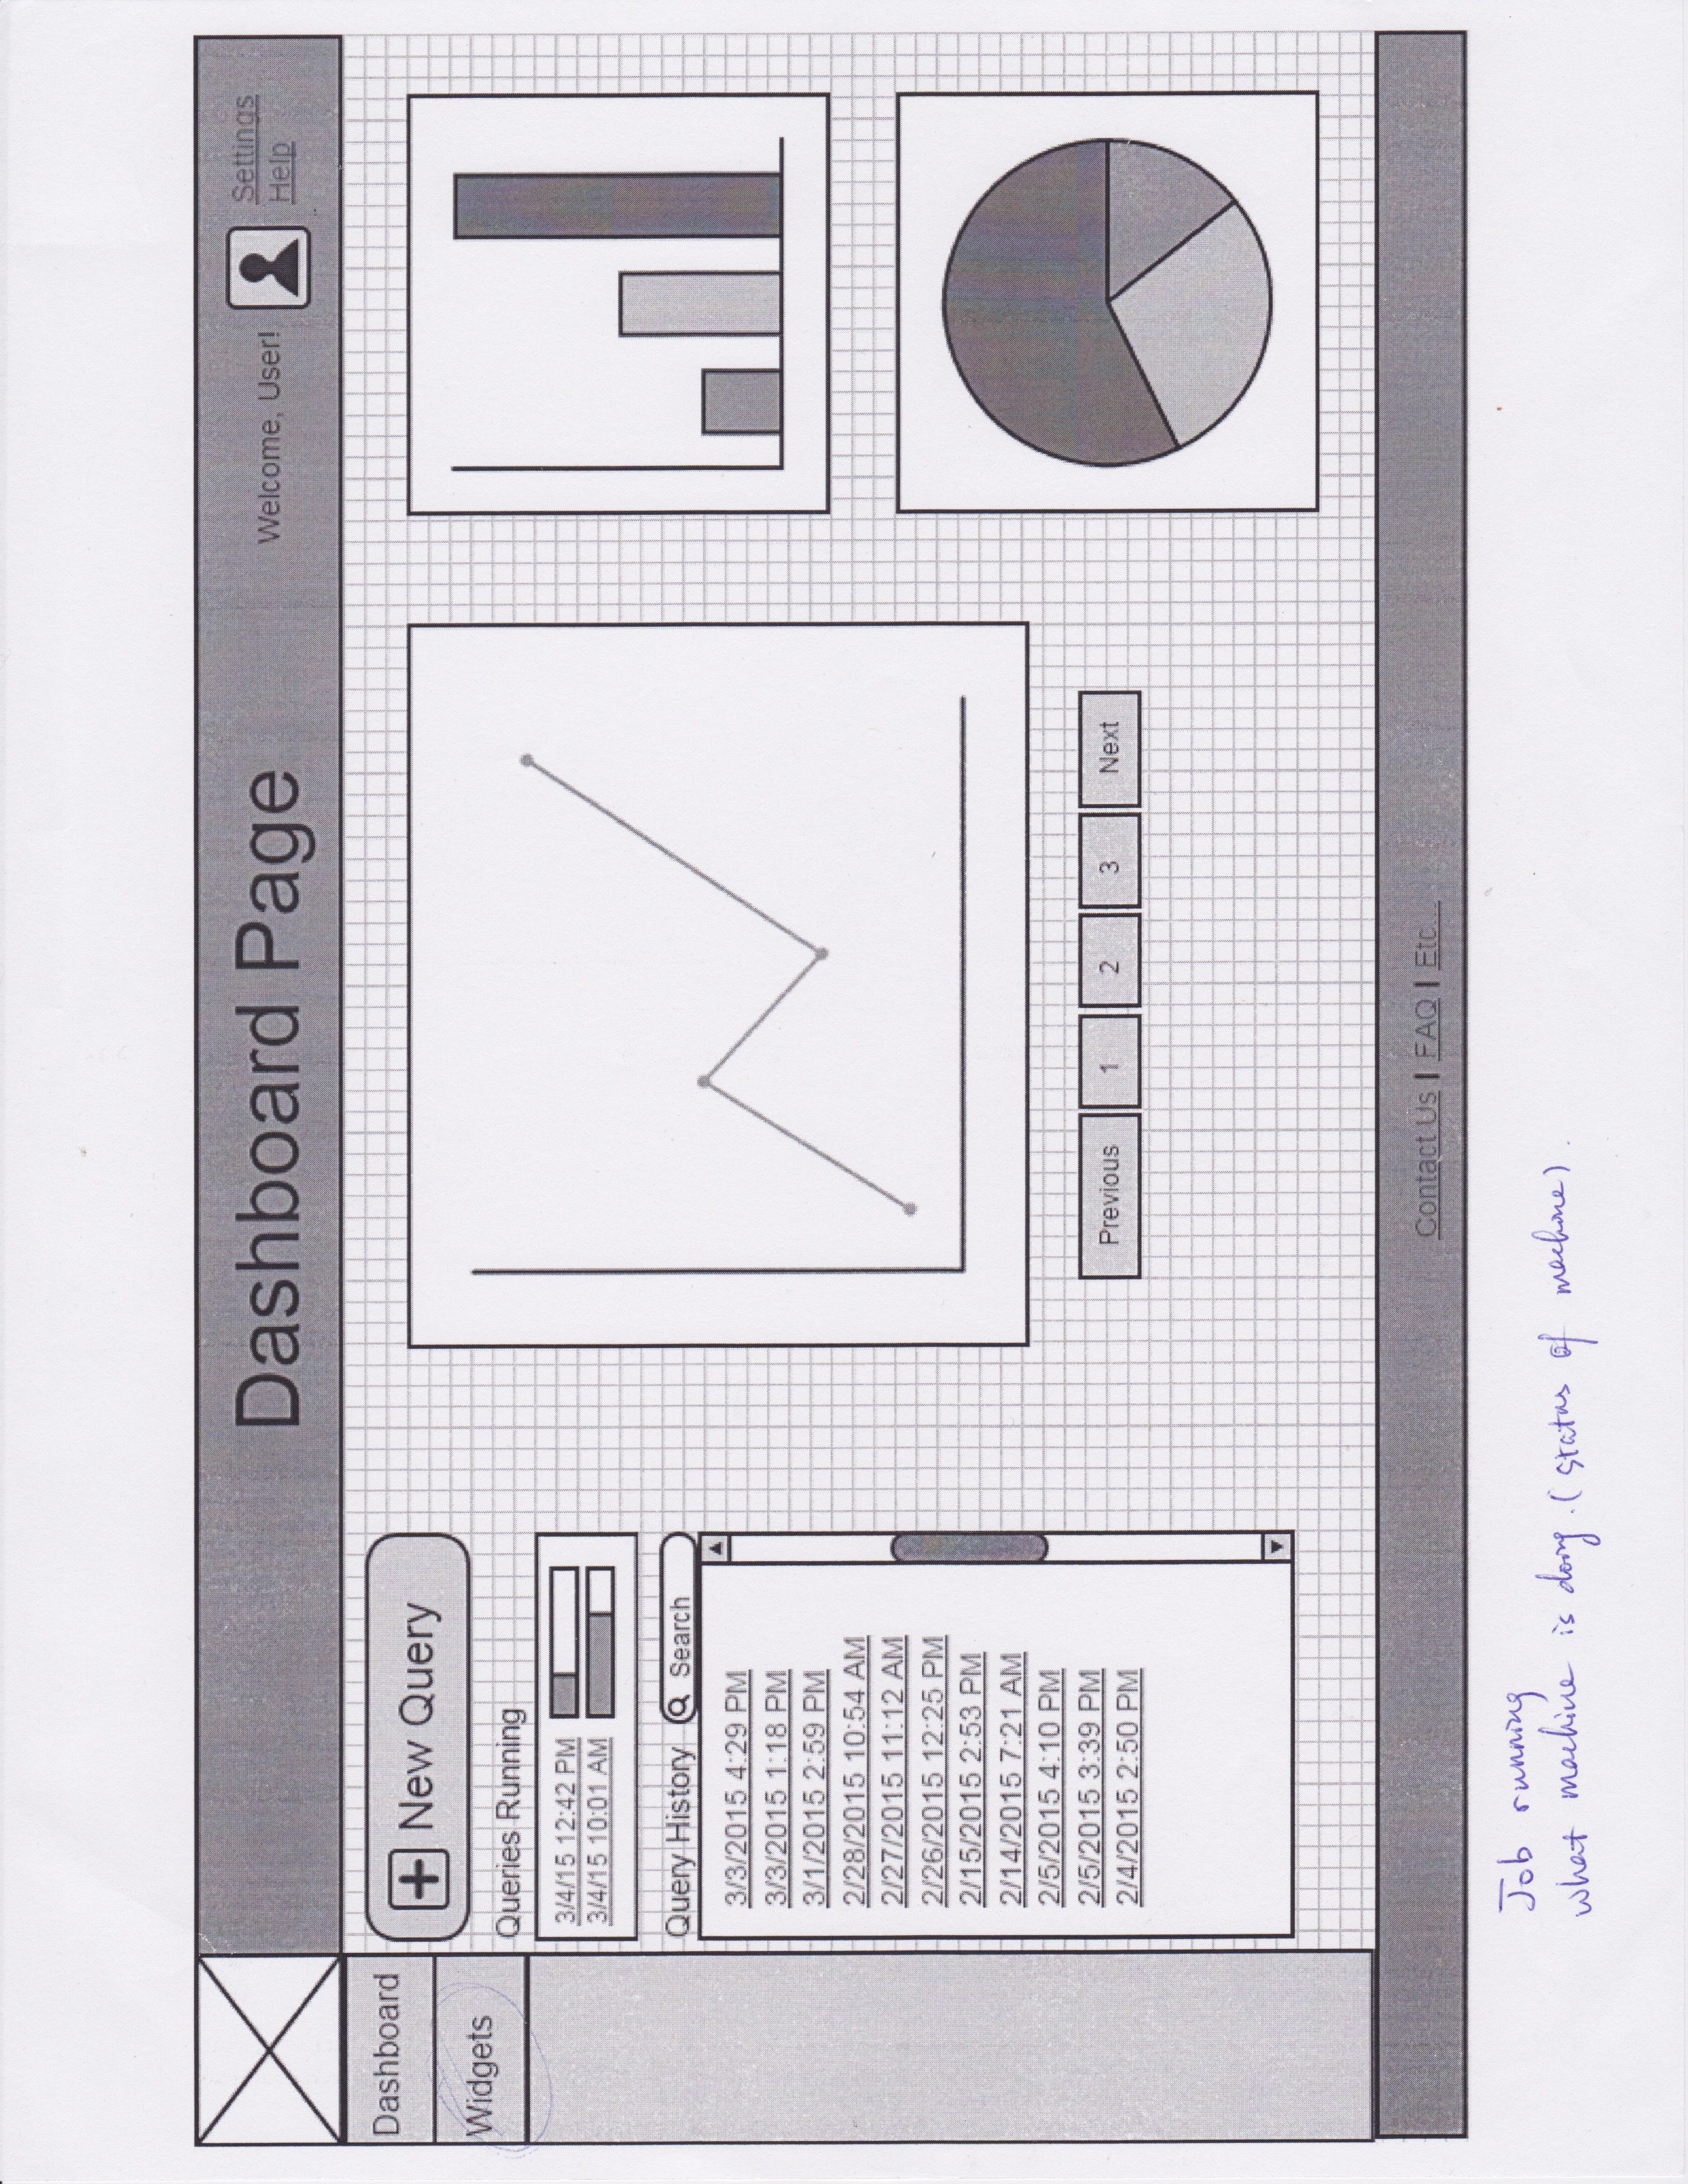 Dashboard Page
Welcome, User!
Settings
Help
Dashboard
Widgets
New Query
Queries Running
3/4/15 12:42 PM
3/4/15 10:01 AM
Query History
Search
3/3/2015 4:29 PM
3/3/2015 1:18 PM
3/1/2015 2:59 PM
2/28/2015 10:54 AM
2/27/2015 11:12 AM
2/26/2015 12:25 PM
2/15/2015 2:53 PM
2/14/2015 7:21 AM
2/5/2015 4:10 PM
2/5/2015 3:39 PM
2/4/2015 2:50 PM
Previous 1 2 3 Next
Contact Us | FAQ | Etc...
Job running
what machine is doing. (status of machine).